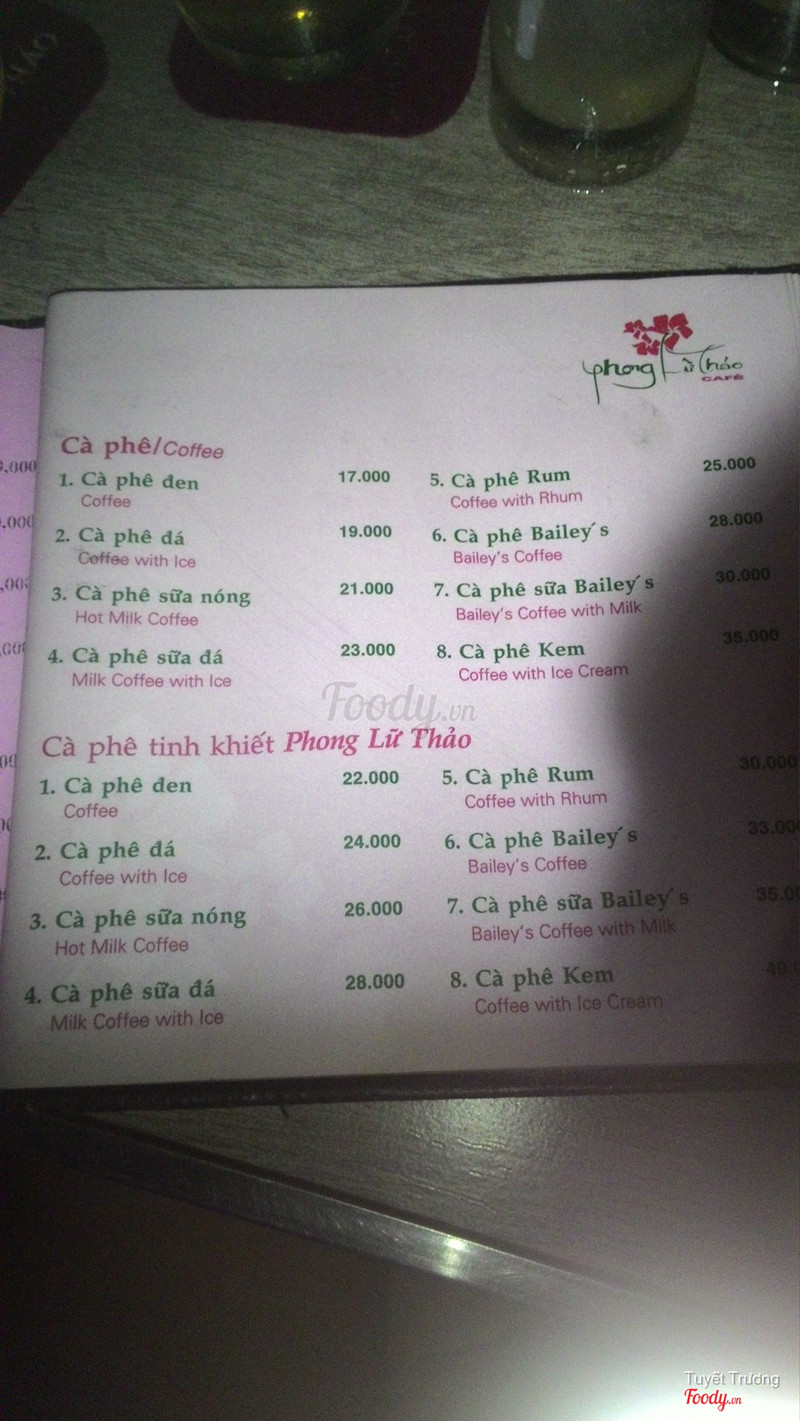 Phong Lữ Thảo
CAFÉ
Cà phê/Coffee
1. Cà phê đen 17.000
Coffee
2. Cà phê đá 19.000
Coffee with Ice
3. Cà phê sữa nóng 21.000
Hot Milk Coffee
4. Cà phê sữa đá 23.000
Milk Coffee with Ice
5. Cà phê Rum 25.000
Coffee with Rhum
6. Cà phê Bailey´s 28.000
Bailey's Coffee
7. Cà phê sữa Bailey´s 30.000
Bailey's Coffee with Milk
8. Cà phê Kem 35.000
Coffee with Ice Cream
Foody.vn
Cà phê tinh khiết Phong Lữ Thảo
1. Cà phê đen 22.000
Coffee
2. Cà phê đá 24.000
Coffee with Ice
3. Cà phê sữa nóng 26.000
Hot Milk Coffee
4. Cà phê sữa đá 28.000
Milk Coffee with Ice
5. Cà phê Rum 30.000
Coffee with Rhum
6. Cà phê Bailey´s 33.000
Bailey's Coffee
7. Cà phê sữa Bailey´s
Bailey's Coffee with Milk
8. Cà phê Kem
Coffee with Ice Cream
Tuyết Trương
Foody.vn